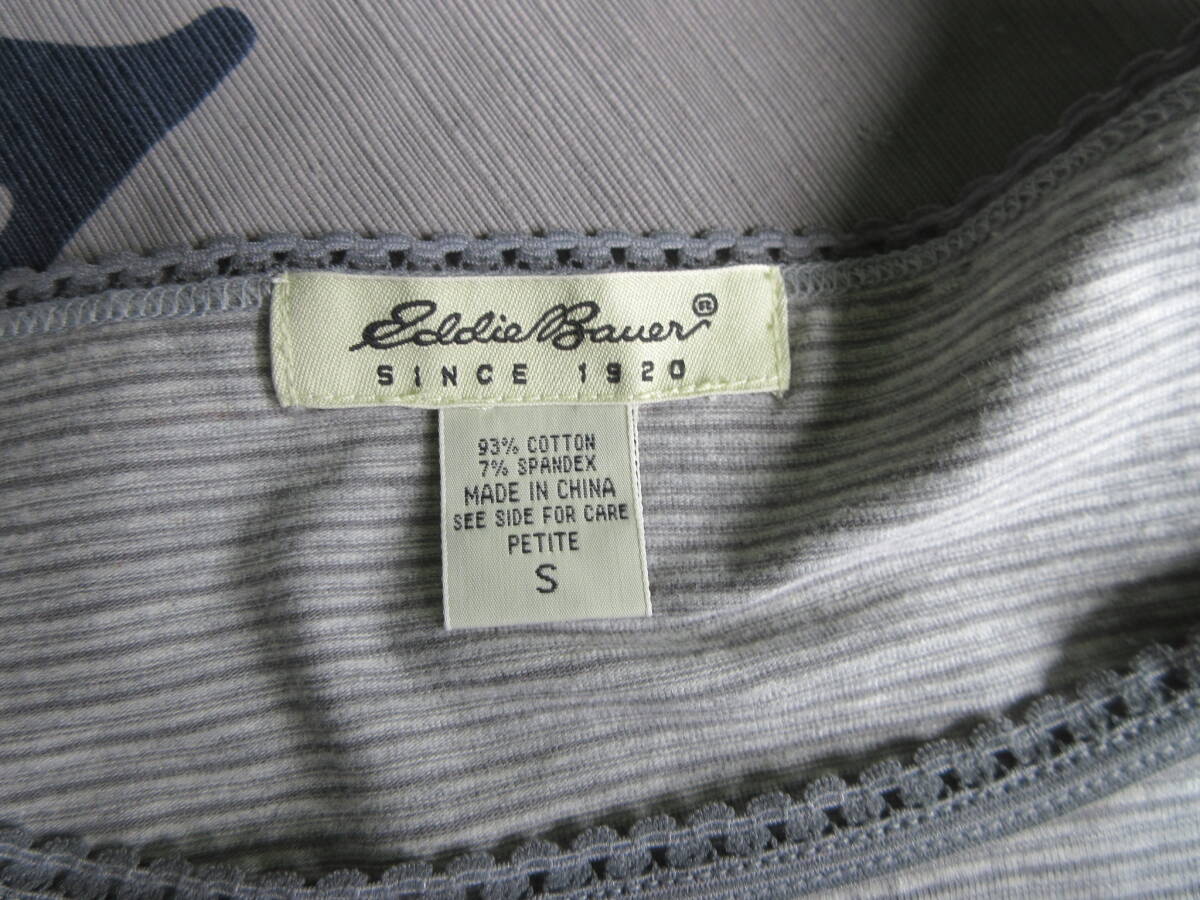 Eddie Bauer®
SINCE 1920
93% COTTON
7% SPANDEX
MADE IN CHINA
SEE SIDE FOR CARE
PETITE
S